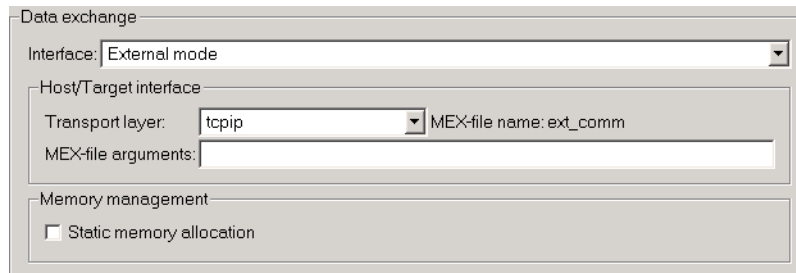 Data exchange
Interface: External mode
Host/Target interface
Transport layer: tcpip MEX-file name: ext_comm
MEX-file arguments:
Memory management
Static memory allocation